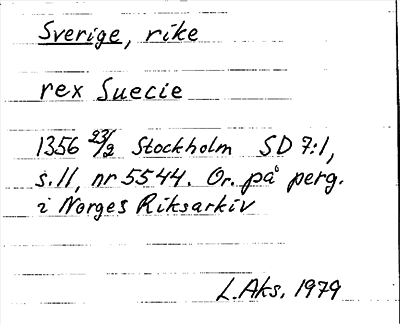 Sverige, rike
rex Suecie
1356 23/2 Stockholm SD 7:1,
s. 11, nr 5544. Or. på perg.
i Norges Riksarkiv
L. Aks. 1979